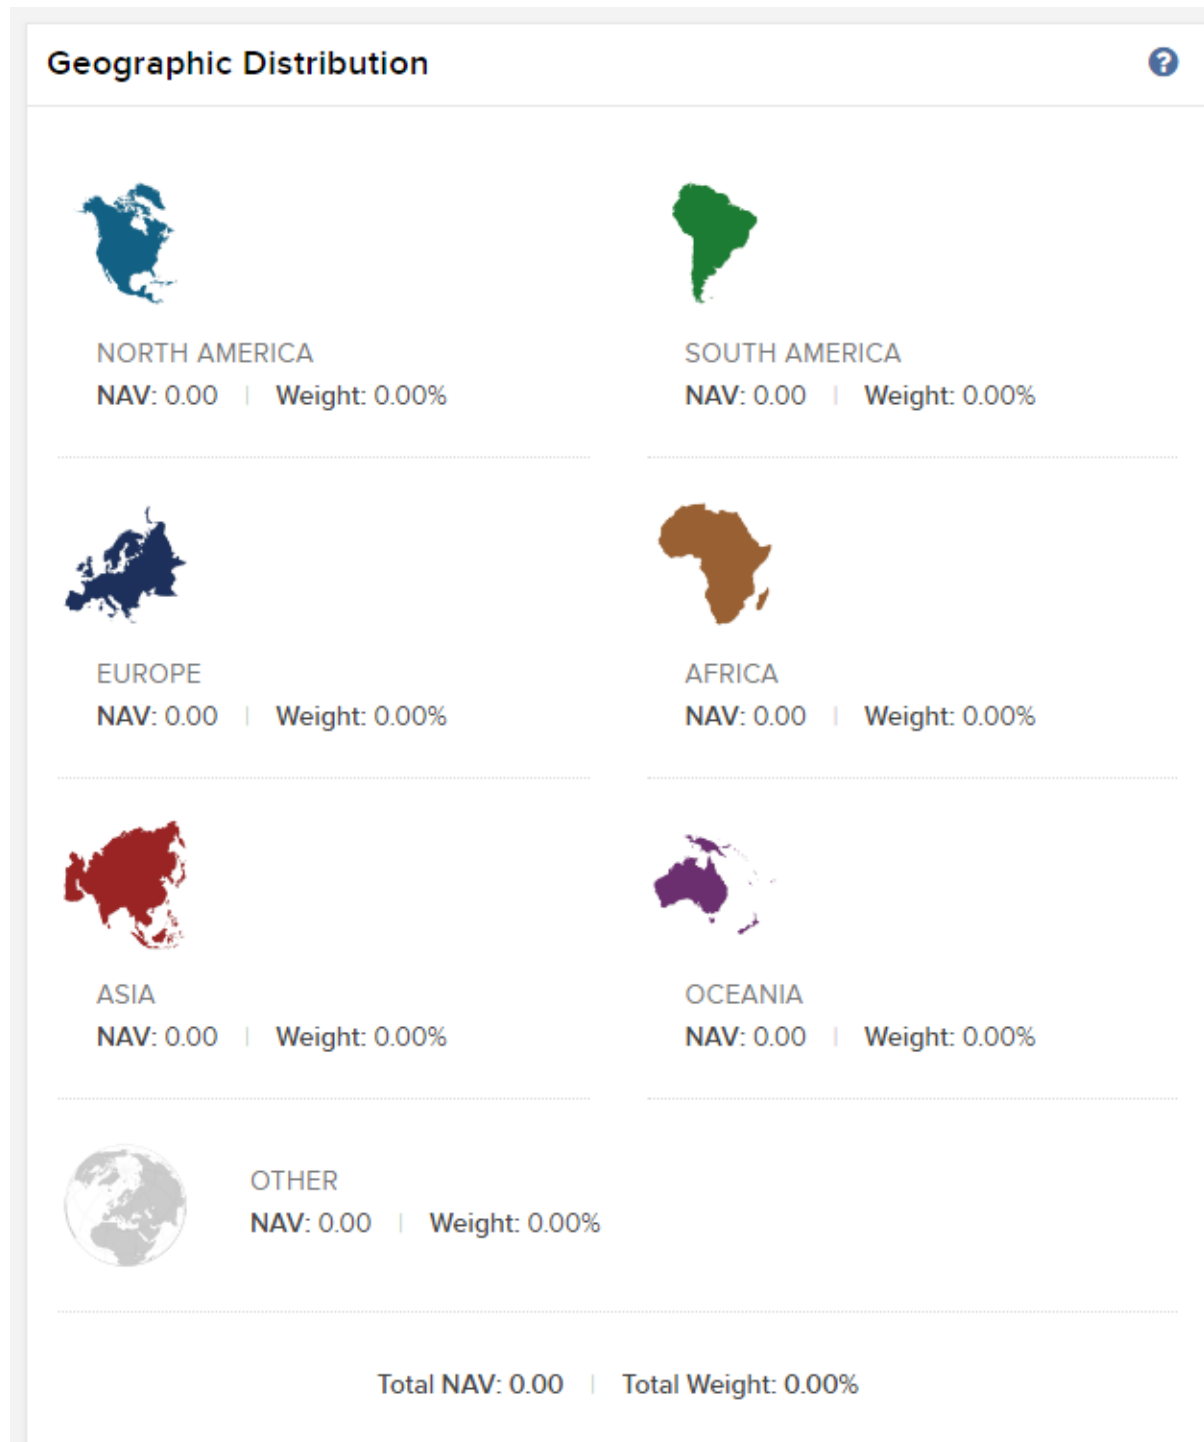 Geographic Distribution
?
NORTH AMERICA
NAV: 0.00 | Weight: 0.00%
SOUTH AMERICA
NAV: 0.00 | Weight: 0.00%
EUROPE
NAV: 0.00 | Weight: 0.00%
AFRICA
NAV: 0.00 | Weight: 0.00%
ASIA
NAV: 0.00 | Weight: 0.00%
OCEANIA
NAV: 0.00 | Weight: 0.00%
OTHER
NAV: 0.00 | Weight: 0.00%
Total NAV: 0.00 | Total Weight: 0.00%